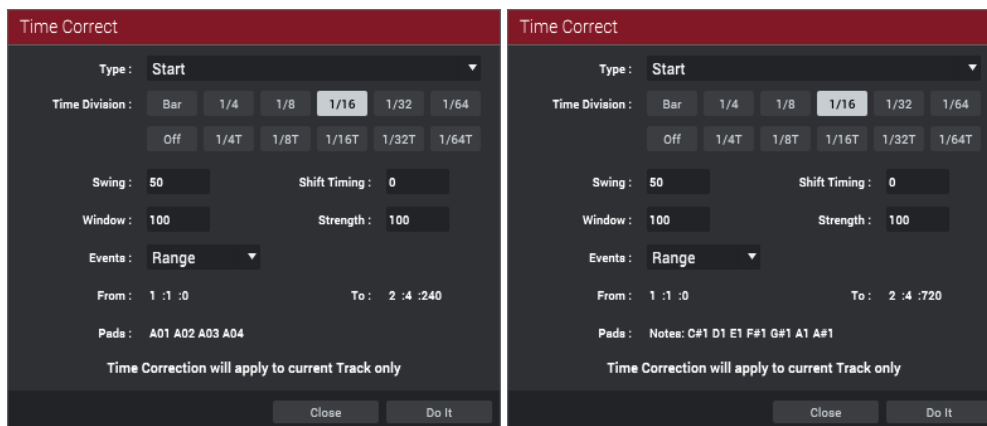 Time Correct
Type : Start
Time Division : Bar 1/4 1/8 1/16 1/32 1/64
Off 1/4T 1/8T 1/16T 1/32T 1/64T
Swing : 50 Shift Timing : 0
Window : 100 Strength : 100
Events : Range
From : 1 :1 :0 To : 2 :4 :240
Pads : A01 A02 A03 A04
Time Correction will apply to current Track only
Close Do It
Time Correct
Type : Start
Time Division : Bar 1/4 1/8 1/16 1/32 1/64
Off 1/4T 1/8T 1/16T 1/32T 1/64T
Swing : 50 Shift Timing : 0
Window : 100 Strength : 100
Events : Range
From : 1 :1 :0 To : 2 :4 :720
Pads : Notes: C#1 D1 E1 F#1 G#1 A1 A#1
Time Correction will apply to current Track only
Close Do It